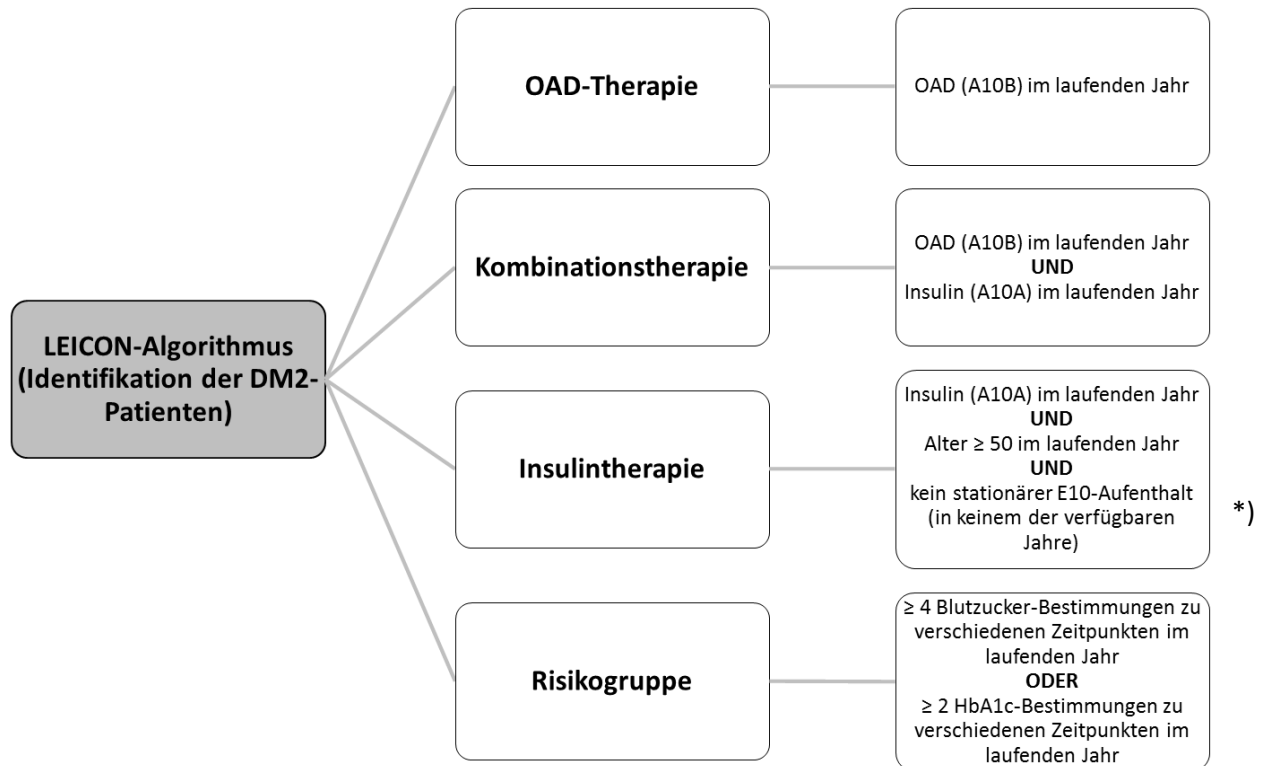 LEICON-Algorithmus
(Identifikation der DM2-
Patienten)
OAD-Therapie
OAD (A10B) im laufenden Jahr
Kombinationstherapie
OAD (A10B) im laufenden Jahr
UND
Insulin (A10A) im laufenden Jahr
Insulintherapie
Insulin (A10A) im laufenden Jahr
UND
Alter ≥ 50 im laufenden Jahr
UND
kein stationärer E10-Aufenthalt
(in keinem der verfügbaren
Jahre)
*)
Risikogruppe
≥ 4 Blutzucker-Bestimmungen zu
verschiedenen Zeitpunkten im
laufenden Jahr
ODER
≥ 2 HbA1c-Bestimmungen zu
verschiedenen Zeitpunkten im
laufenden Jahr